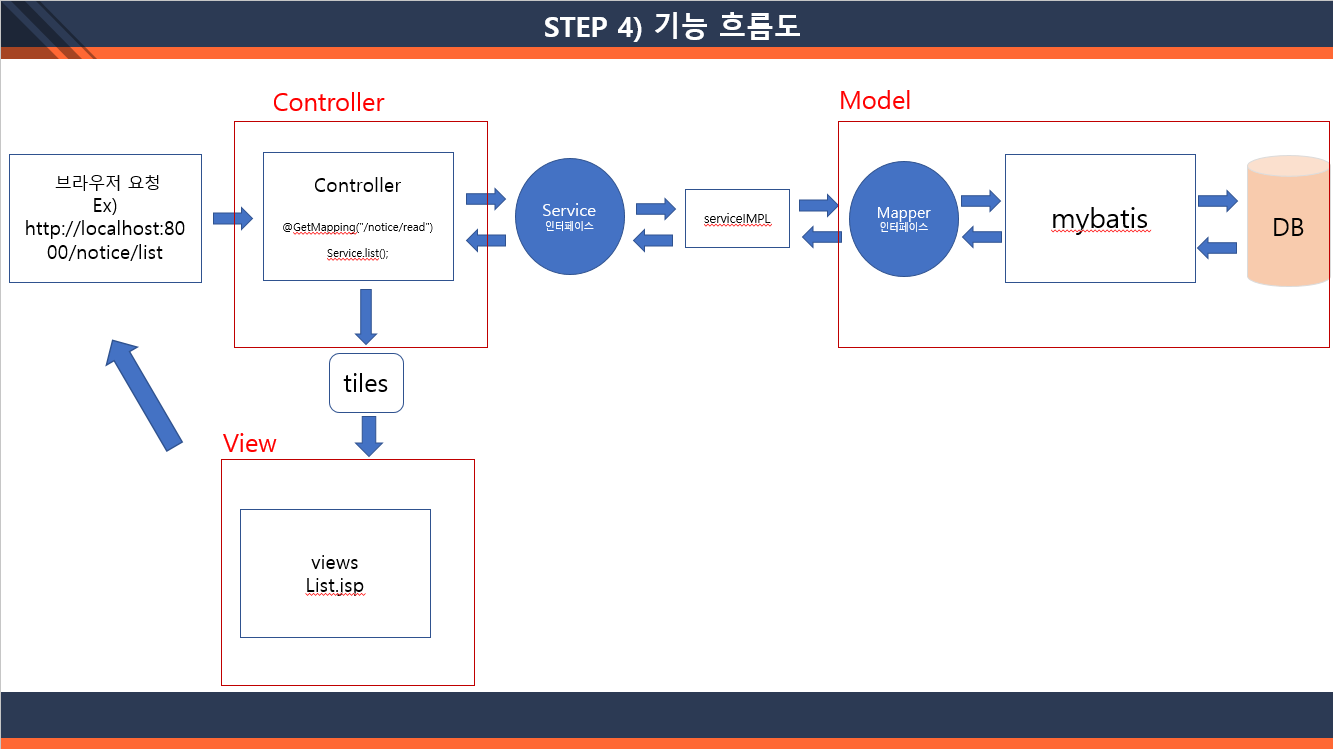 STEP 4) 기능 흐름도
Controller
Model
브라우저 요청
Ex)
http://localhost:80
00/notice/list
Controller
@GetMapping("/notice/read")
Service.list();
Service
인터페이스
serviceIMPL
Mapper
인터페이스
mybatis
DB
tiles
View
views
List.jsp